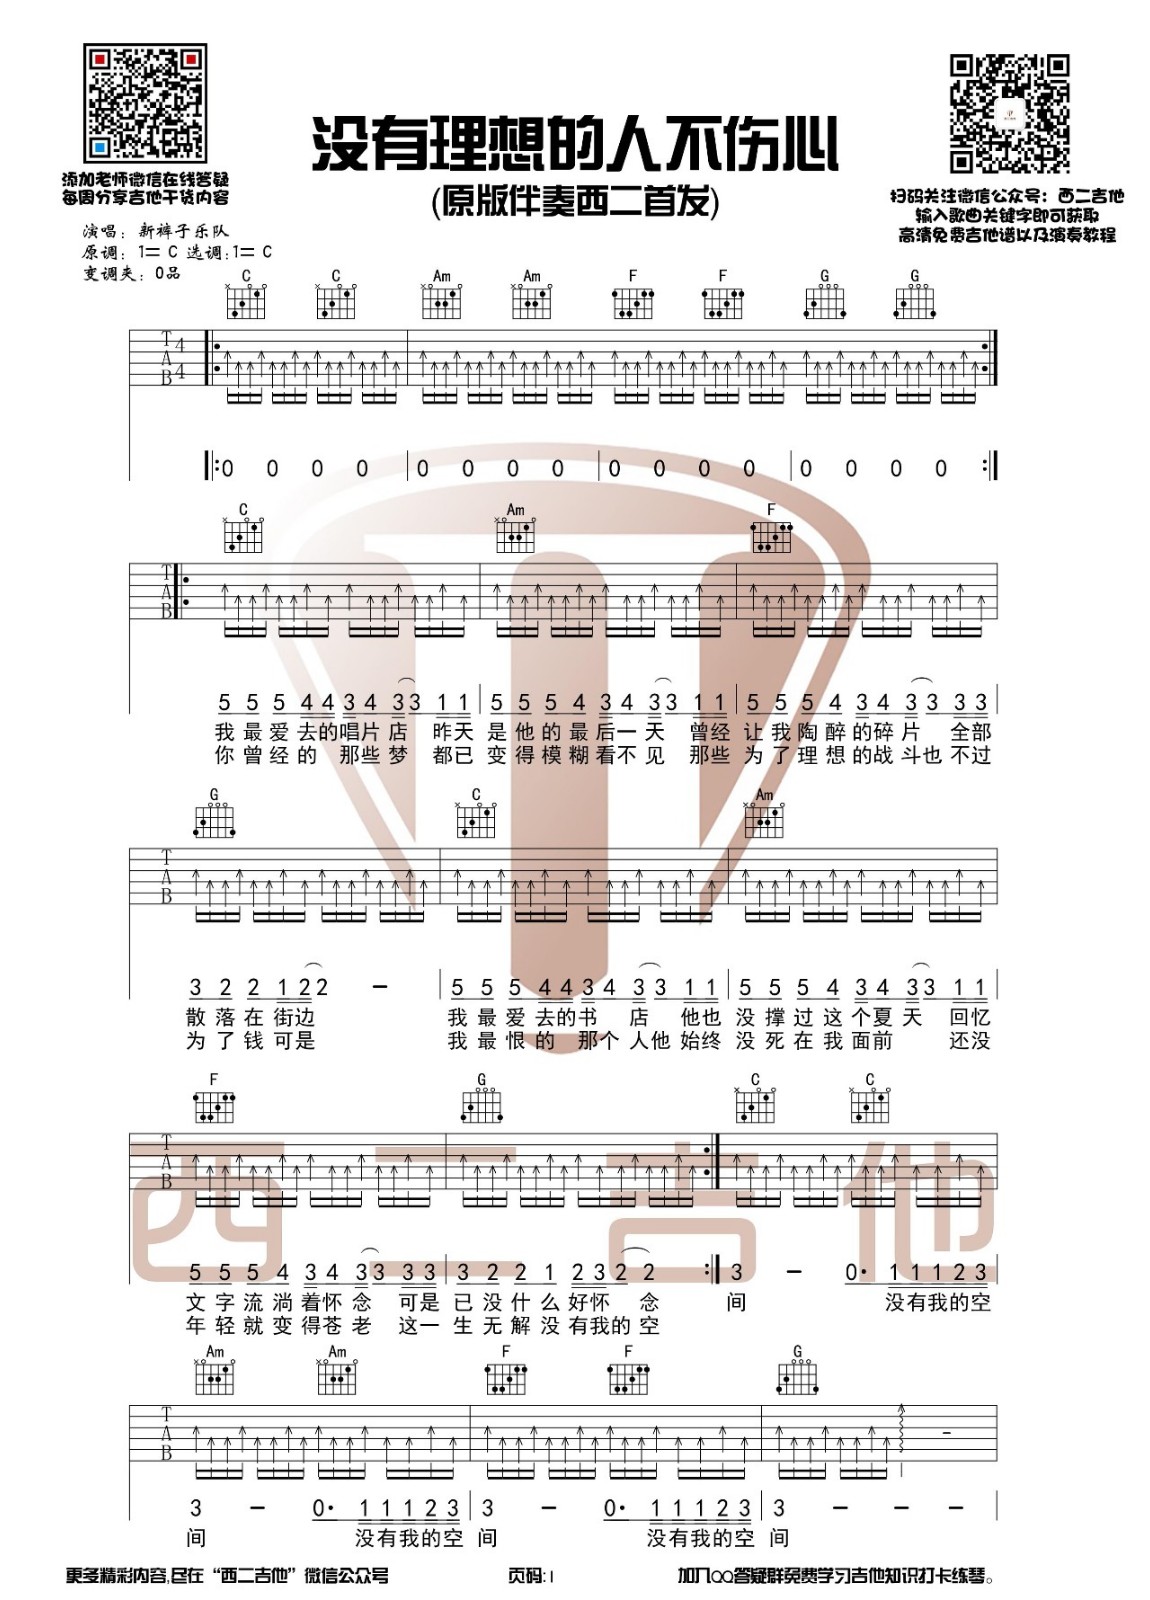 没有理想的人不伤心
(原版伴奏西二首发)
添加老师微信在线答疑
每周分享吉他干货内容
扫码关注微信公众号：西二吉他
输入歌曲关键字即可获取
高清免费吉他谱以及演奏教程
演唱：新裤子乐队
原调：1= C 选调:1= C
变调夹：0品
C C Am Am F F G G
T 4
A
B 4
0 0 0 0 0 0 0 0 0 0 0 0 0 0 0 0
C Am F
T
A
B
5 5 5 4 4 3 4 3 3 1 1 5 5 5 4 3 4 3 3 1 1 5 5 5 4 3 4 3 3 3 3
我最爱去的唱片店 昨天 是他的最后一天 曾经 让我陶醉的碎片 全部
你曾经的 那些梦 都已 变得模糊看不见 那些 为了理想的战斗也不过
G C Am
T
A
B
3 2 2 1 2 2 － 5 5 5 4 4 3 4 3 3 1 1 5 5 5 4 3 4 3 3 1 1
散落在街边 我最爱去的书 店 他也 没撑过这个夏天 回忆
为了钱可是 我最恨的 那个人他始终 没死在我面前 还没
F G C C
T
A
B
5 5 5 4 3 4 3 3 3 3 3 2 2 1 2 3 2 2 3 － 0· 1 1 1 2 3
文字流淌着怀念 可是 已没什么好怀 念 间 没有我的空
年轻就变得苍老 这一 生无解没有我的空
Am Am F F G
T
A
B
3 － 0· 1 1 1 2 3 3 － 0· 1 1 1 2 3 3 － －
间 没有我的空 间 没有我的空 间
西二吉他
更多精彩内容,尽在“西二吉他”微信公众号 页码:1 加入QQ答疑群免费学习吉他知识打卡练琴。